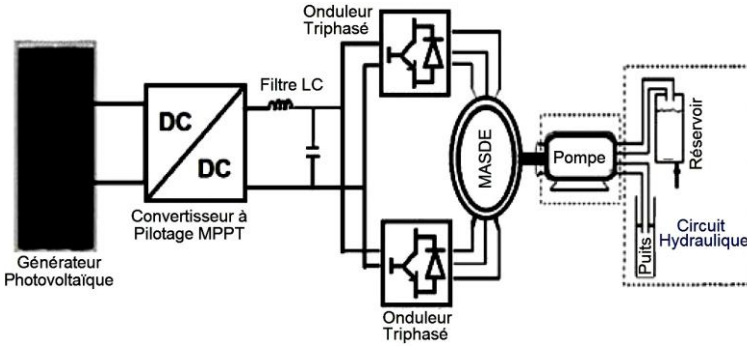 Onduleur
Triphasé
Filtre LC
DC
DC
Convertisseur à
Pilotage MPPT
Générateur
Photovoltaïque
MASDE
Pompe
Réservoir
Puits
Circuit
Hydraulique
Onduleur
Triphasé